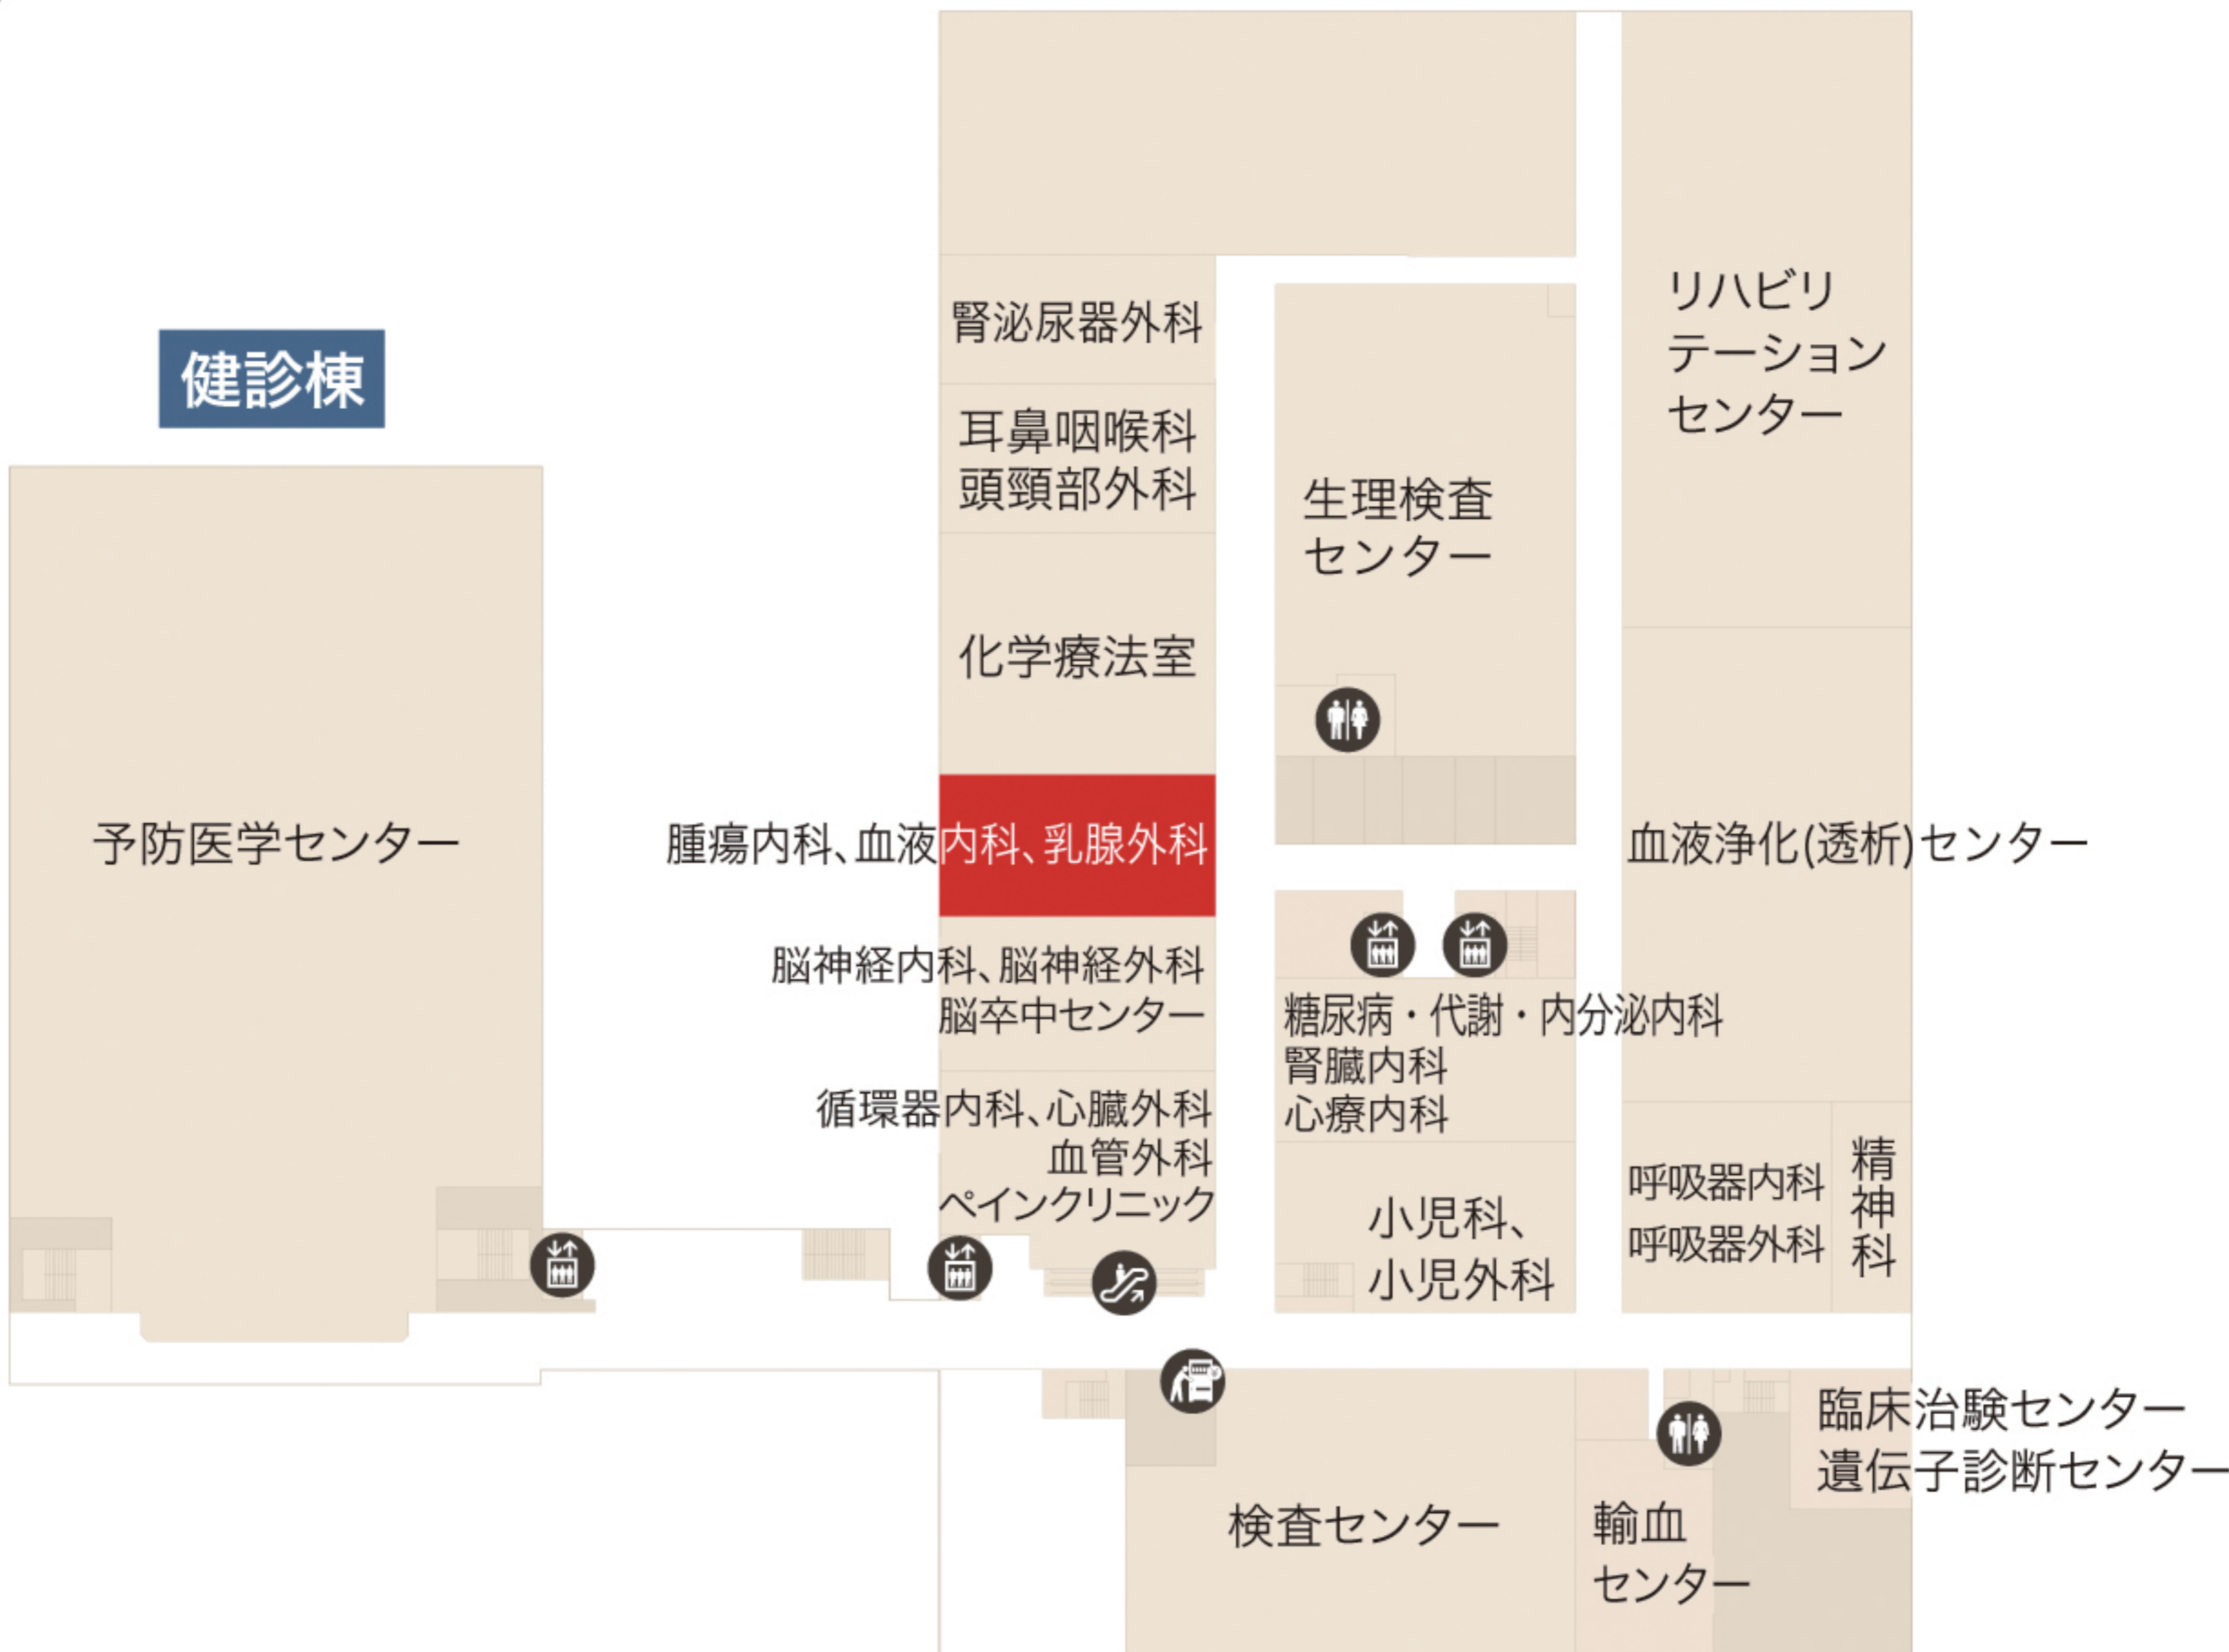 健診棟
予防医学センター
腎泌尿器外科
耳鼻咽喉科
頭頸部外科
化学療法室
腫瘍内科、血液内科、乳腺外科
脳神経内科、脳神経外科
脳卒中センター
循環器内科、心臓外科
血管外科
ペインクリニック
生理検査
センター
糖尿病・代謝・内分泌内科
腎臓内科
心療内科
小児科、
小児外科
リハビリ
テーション
センター
血液浄化(透析)センター
呼吸器内科
呼吸器外科
精神科
検査センター
輸血
センター
臨床治験センター
遺伝子診断センター